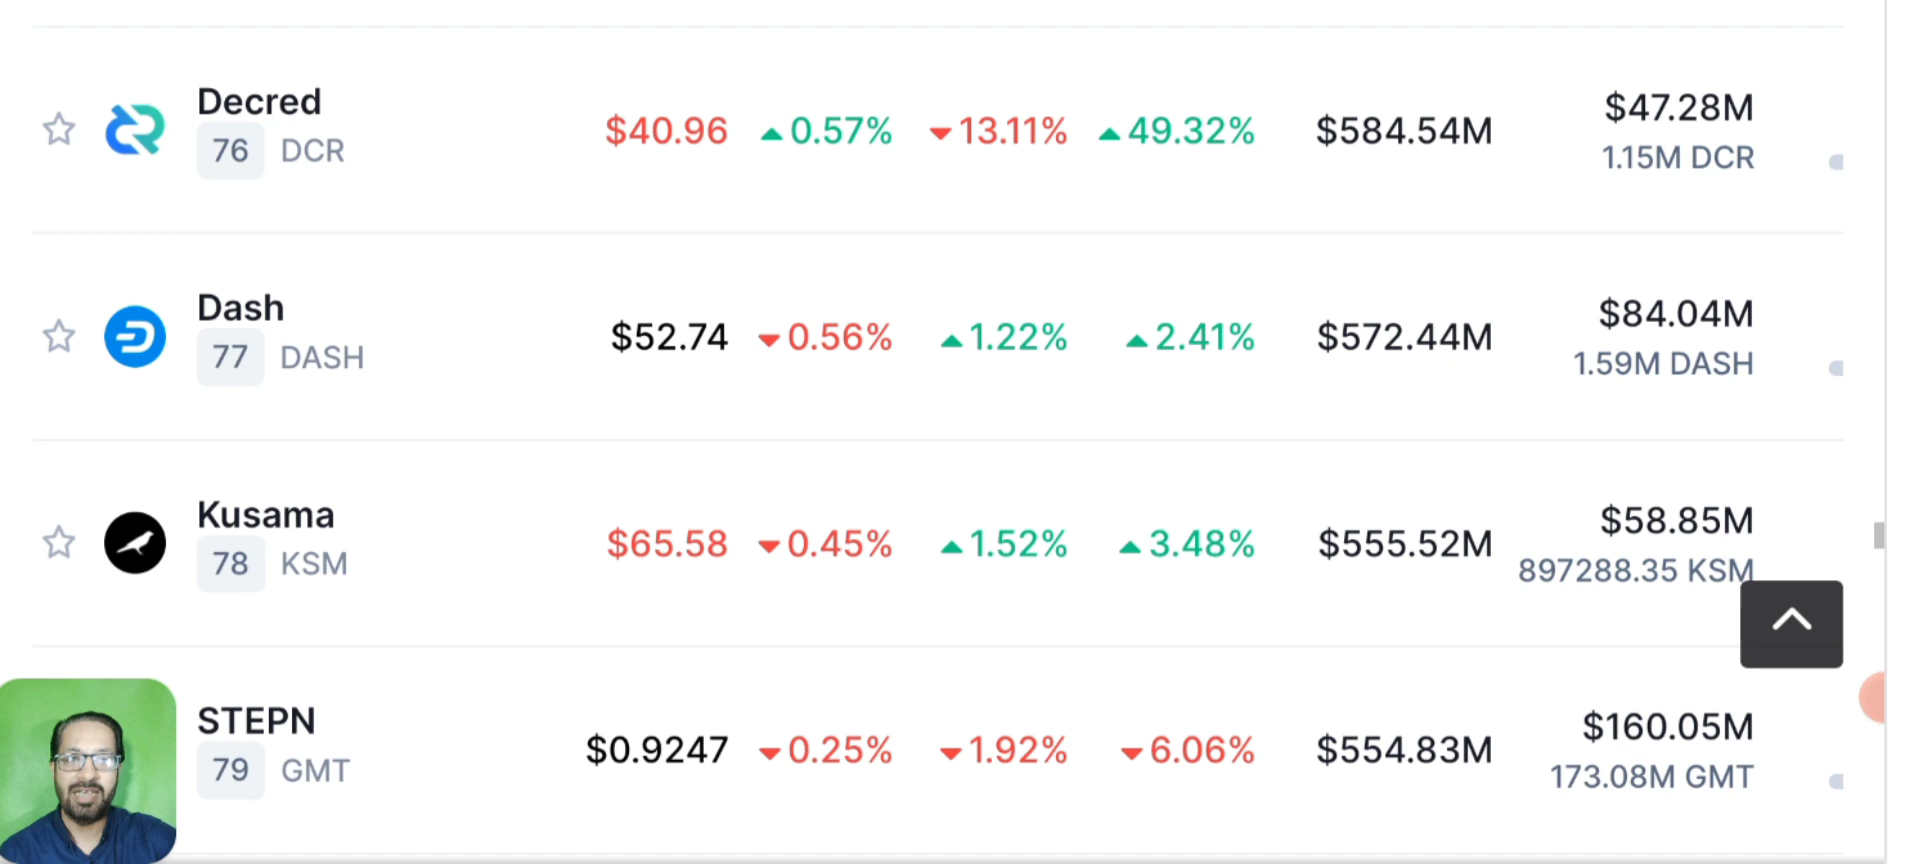 Decred
76 DCR
$40.96 ▲ 0.57% ▼ 13.11% ▲ 49.32% $584.54M
$47.28M
1.15M DCR
Dash
77 DASH
$52.74 ▼ 0.56% ▲ 1.22% ▲ 2.41% $572.44M
$84.04M
1.59M DASH
Kusama
78 KSM
$65.58 ▼ 0.45% ▲ 1.52% ▲ 3.48% $555.52M
$58.85M
897288.35 KSM
STEPN
79 GMT
$0.9247 ▼ 0.25% ▼ 1.92% ▼ 6.06% $554.83M
$160.05M
173.08M GMT